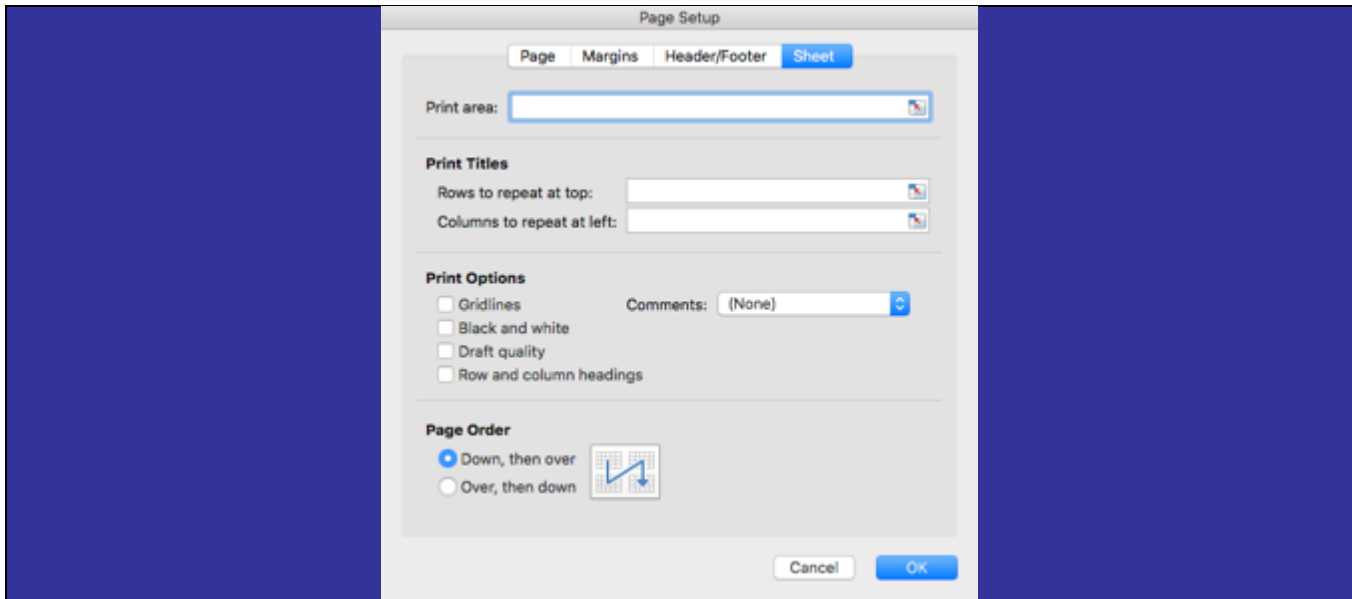 Page Setup
Page Margins Header/Footer Sheet
Print area:
Print Titles
Rows to repeat at top:
Columns to repeat at left:
Print Options
Gridlines Comments: (None)
Black and white
Draft quality
Row and column headings
Page Order
Down, then over
Over, then down
Cancel OK